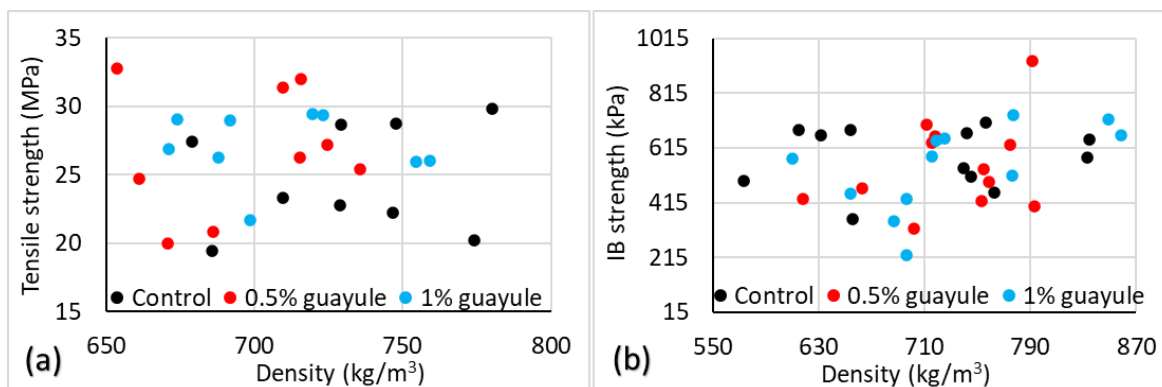 Tensile strength (MPa)
35
30
25
20
15
Control
0.5% guayule
1% guayule
650
700
750
800
(a)
Density (kg/m³)
IB strength (kPa)
1015
815
615
415
215
15
Control
0.5% guayule
1% guayule
550
630
710
790
870
(b)
Density (kg/m³)